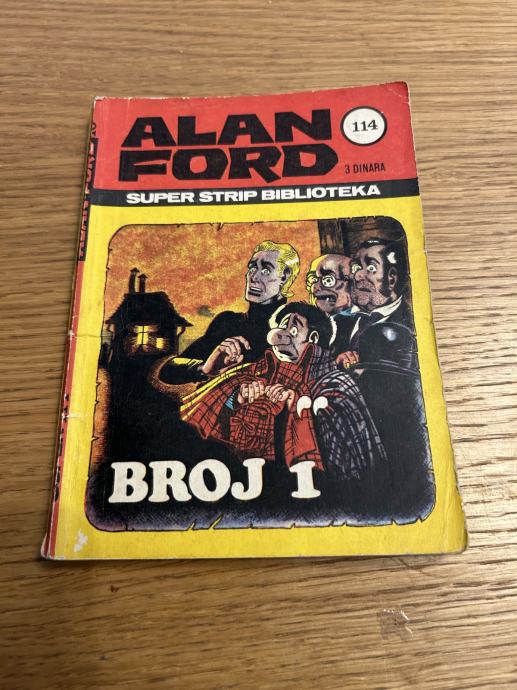 ALAN
FORD
114
3 DINARA
SUPER STRIP BIBLIOTEKA
BROJ 1